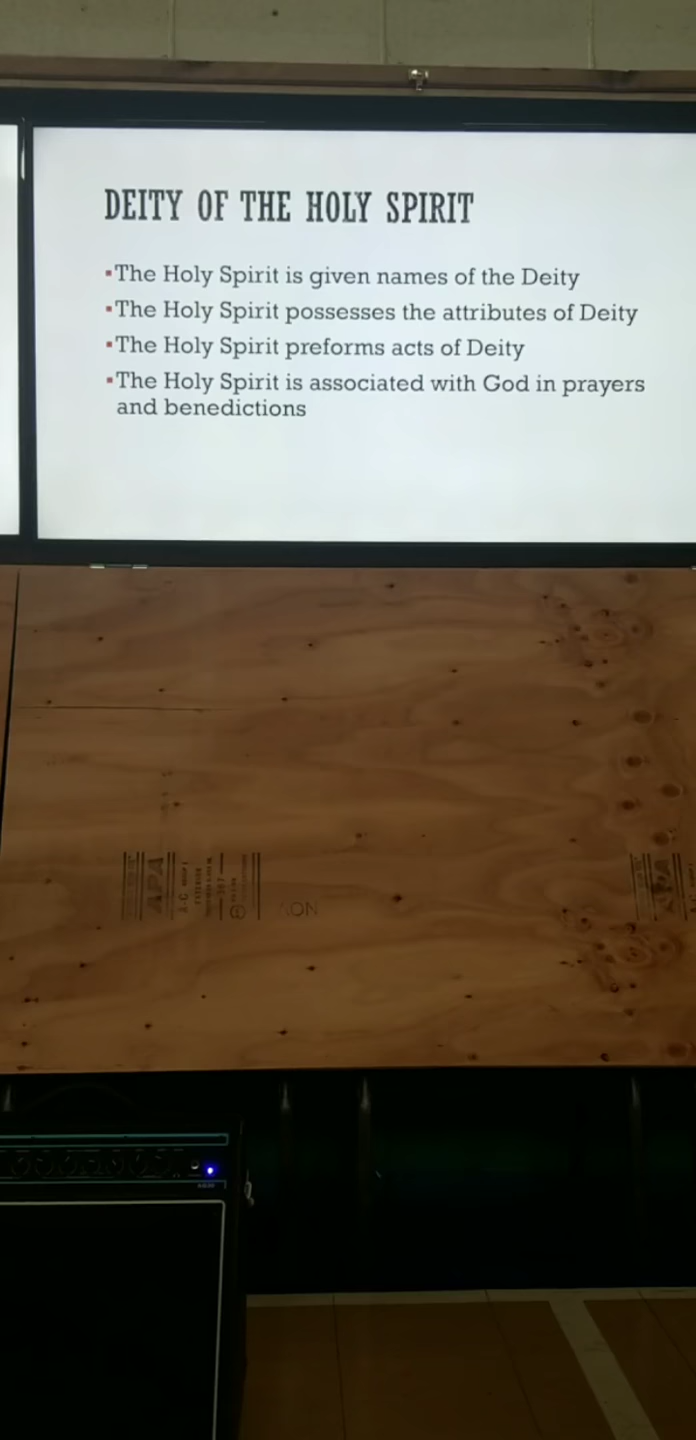 DEITY OF THE HOLY SPIRIT
▪The Holy Spirit is given names of the Deity
▪The Holy Spirit possesses the attributes of Deity
▪The Holy Spirit preforms acts of Deity
▪The Holy Spirit is associated with God in prayers
and benedictions
APA
A-C
APA